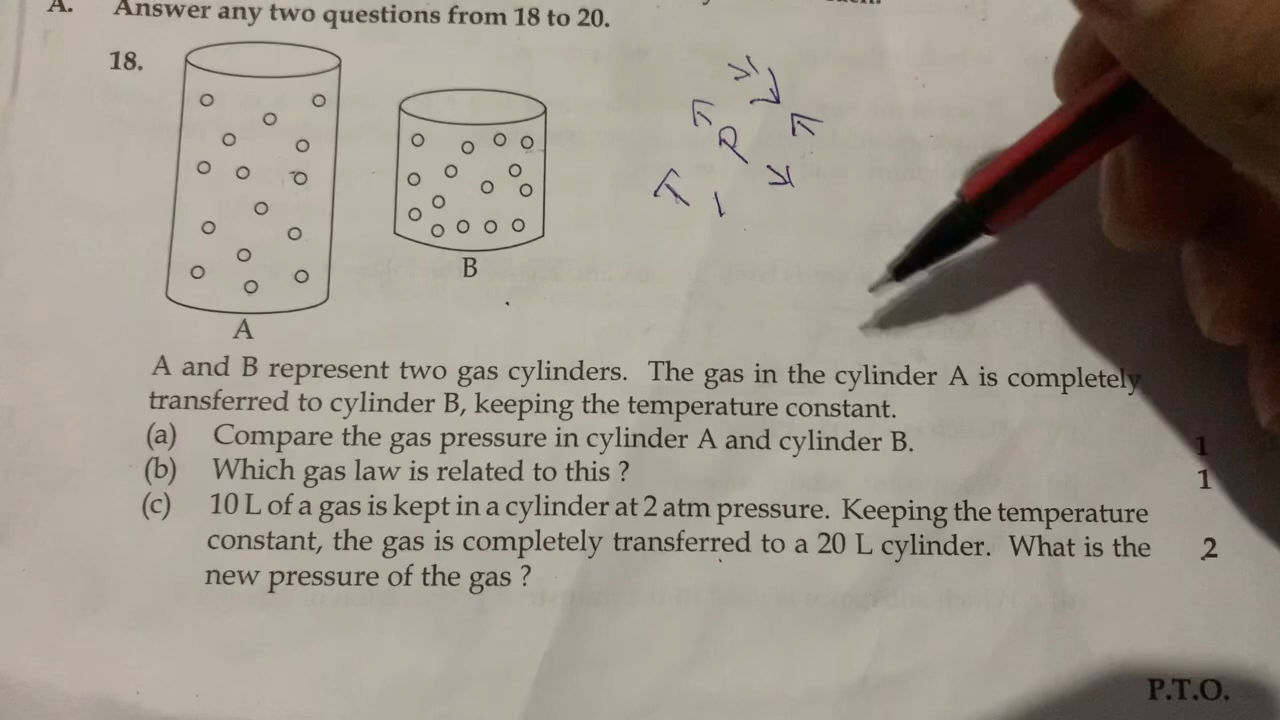 A. Answer any two questions from 18 to 20.
18.
A
B
R
A and B represent two gas cylinders. The gas in the cylinder A is completely
transferred to cylinder B, keeping the temperature constant.
(a) Compare the gas pressure in cylinder A and cylinder B. 1
(b) Which gas law is related to this ? 1
(c) 10 L of a gas is kept in a cylinder at 2 atm pressure. Keeping the temperature
constant, the gas is completely transferred to a 20 L cylinder. What is the 2
new pressure of the gas ?
P.T.O.